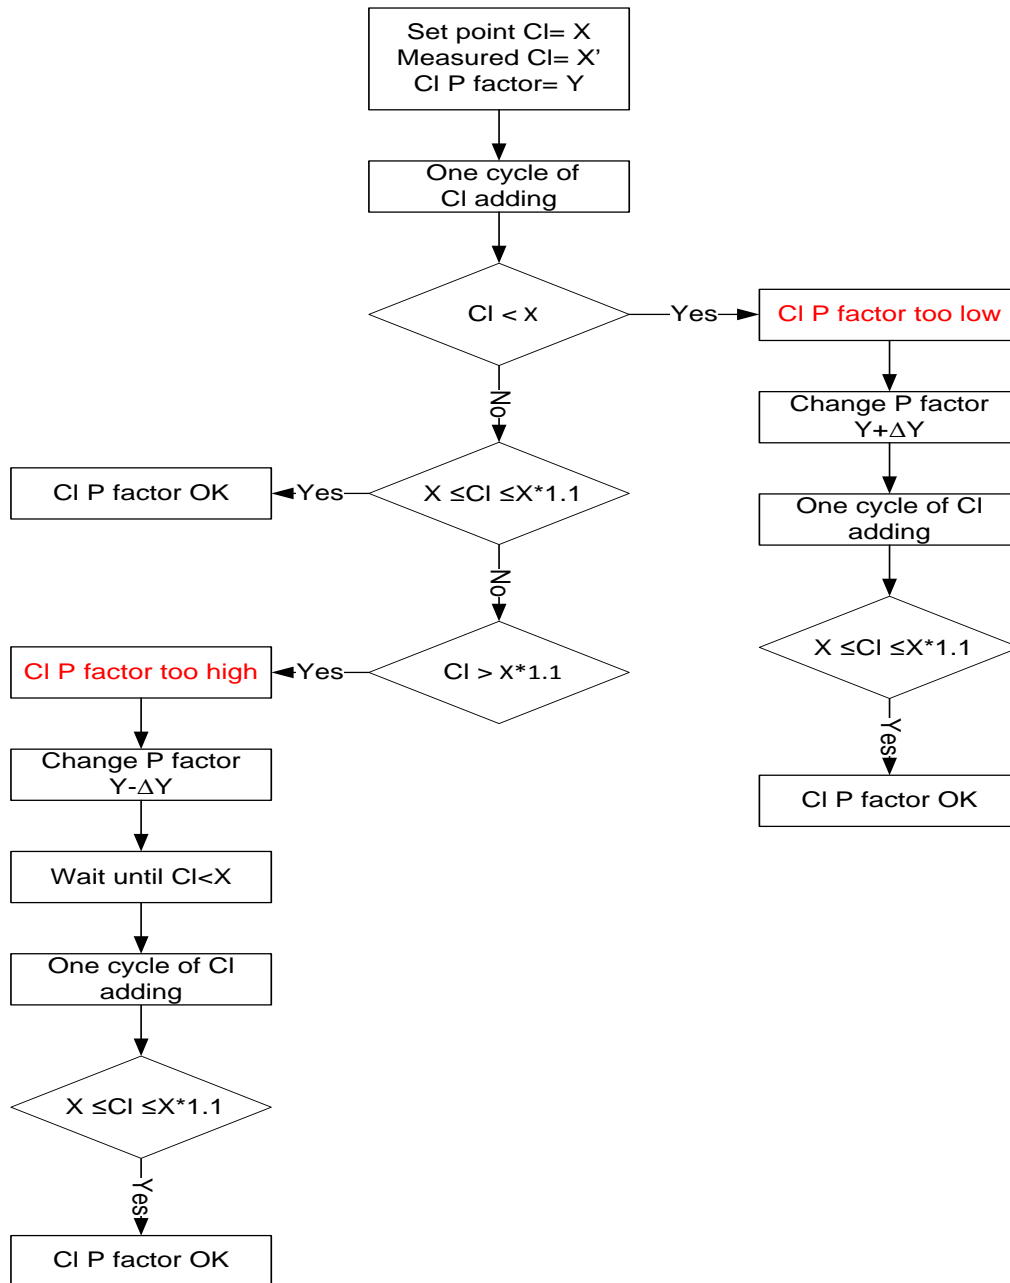 Set point Cl= X
Measured Cl= X'
Cl P factor= Y
One cycle of
Cl adding
Cl < X
Yes
Cl P factor too low
Change P factor
Y+ΔY
One cycle of Cl
adding
X ≤Cl ≤X*1.1
Yes
Cl P factor OK
No
X ≤Cl ≤X*1.1
Yes
Cl P factor OK
No
Cl > X*1.1
Yes
Cl P factor too high
Change P factor
Y-ΔY
Wait until Cl<X
One cycle of Cl
adding
X ≤Cl ≤X*1.1
Yes
Cl P factor OK